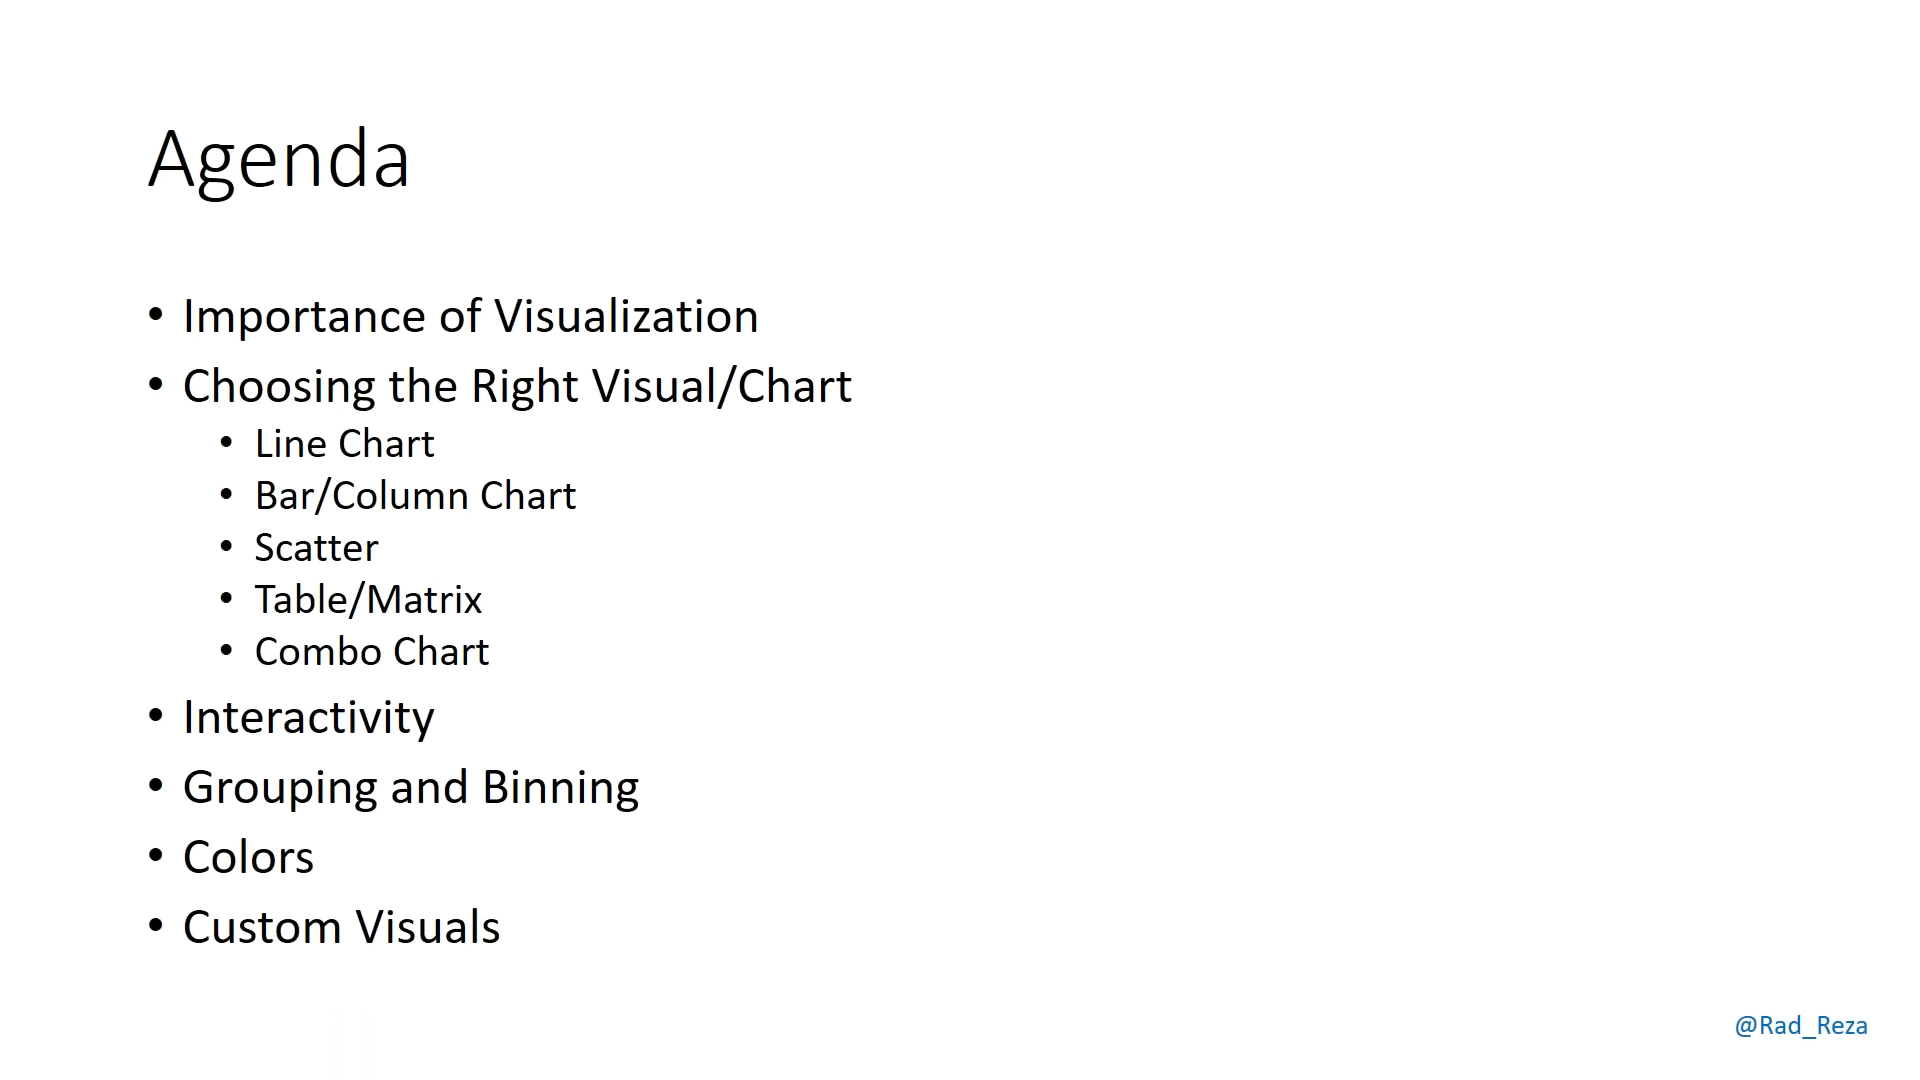 Agenda
• Importance of Visualization
• Choosing the Right Visual/Chart
• Line Chart
• Bar/Column Chart
• Scatter
• Table/Matrix
• Combo Chart
• Interactivity
• Grouping and Binning
• Colors
• Custom Visuals
@Rad_Reza